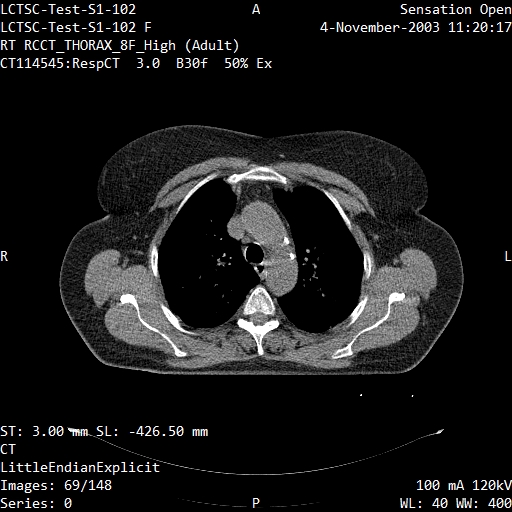 LCTSC-Test-S1-102
A
Sensation Open
LCTSC-Test-S1-102 F
4-November-2003 11:20:17
RT RCCT_THORAX_8F_High (Adult)
CT114545:RespCT 3.0 B30f 50% Ex
R
L
ST: 3.00 mm SL: -426.50 mm
CT
LittleEndianExplicit
Images: 69/148
100 mA 120kV
Series: 0
P
WL: 40 WW: 400